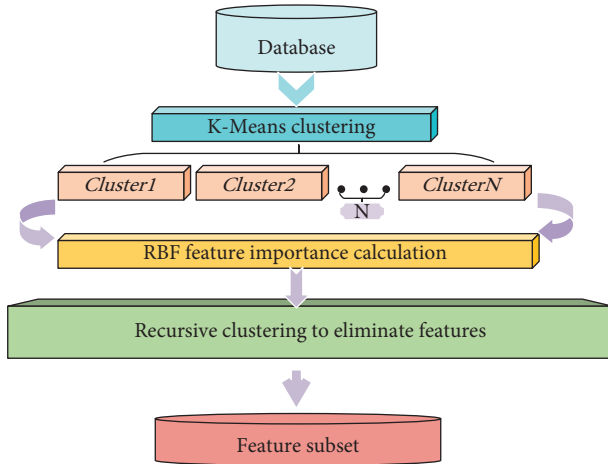 Database
K-Means clustering
Cluster1 Cluster2 ClusterN
N
RBF feature importance calculation
Recursive clustering to eliminate features
Feature subset